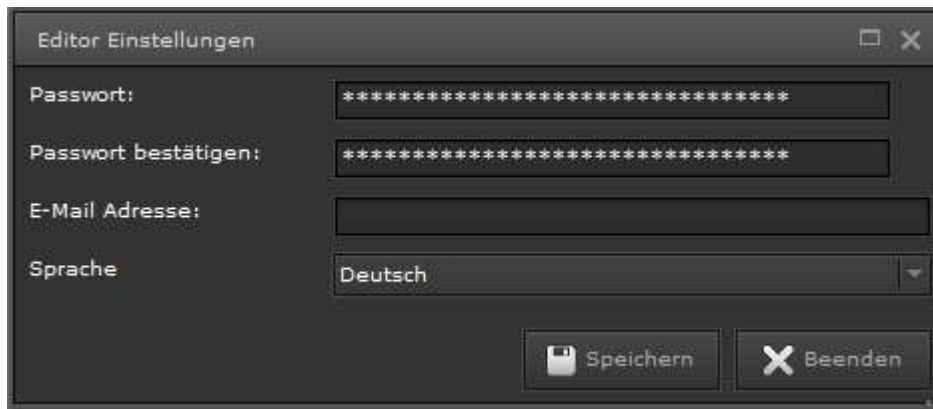 Editor Einstellungen
Passwort: ********************************
Passwort bestätigen: ********************************
E-Mail Adresse:
Sprache Deutsch
Speichern Beenden